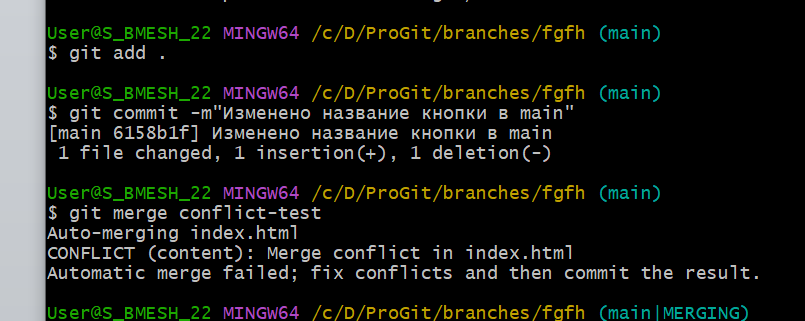 User@S_BMESH_22 MINGW64 /c/D/ProGit/branches/fgfh (main)
$ git add .
User@S_BMESH_22 MINGW64 /c/D/ProGit/branches/fgfh (main)
$ git commit -m"Изменено название кнопки в main"
[main 6158b1f] Изменено название кнопки в main
 1 file changed, 1 insertion(+), 1 deletion(-)
User@S_BMESH_22 MINGW64 /c/D/ProGit/branches/fgfh (main)
$ git merge conflict-test
Auto-merging index.html
CONFLICT (content): Merge conflict in index.html
Automatic merge failed; fix conflicts and then commit the result.
User@S_BMESH_22 MINGW64 /c/D/ProGit/branches/fgfh (main|MERGING)